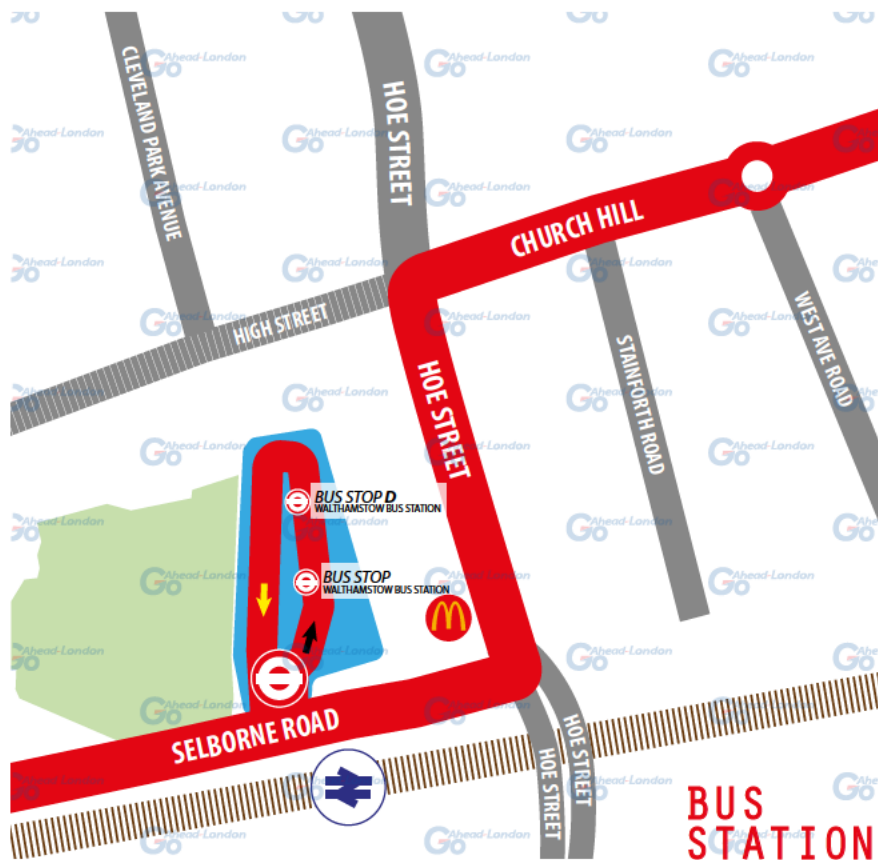 CLEVELAND PARK AVENUE
HOE STREET
CHURCH HILL
HIGH STREET
WEST AVE ROAD
STAINFORTH ROAD
HOE STREET
BUS STOP D
WALTHAMSTOW BUS STATION
BUS STOP
WALTHAMSTOW BUS STATION
SELBORNE ROAD
HOE STREET
HOE STREET
BUS
STATION
Go Ahead-London